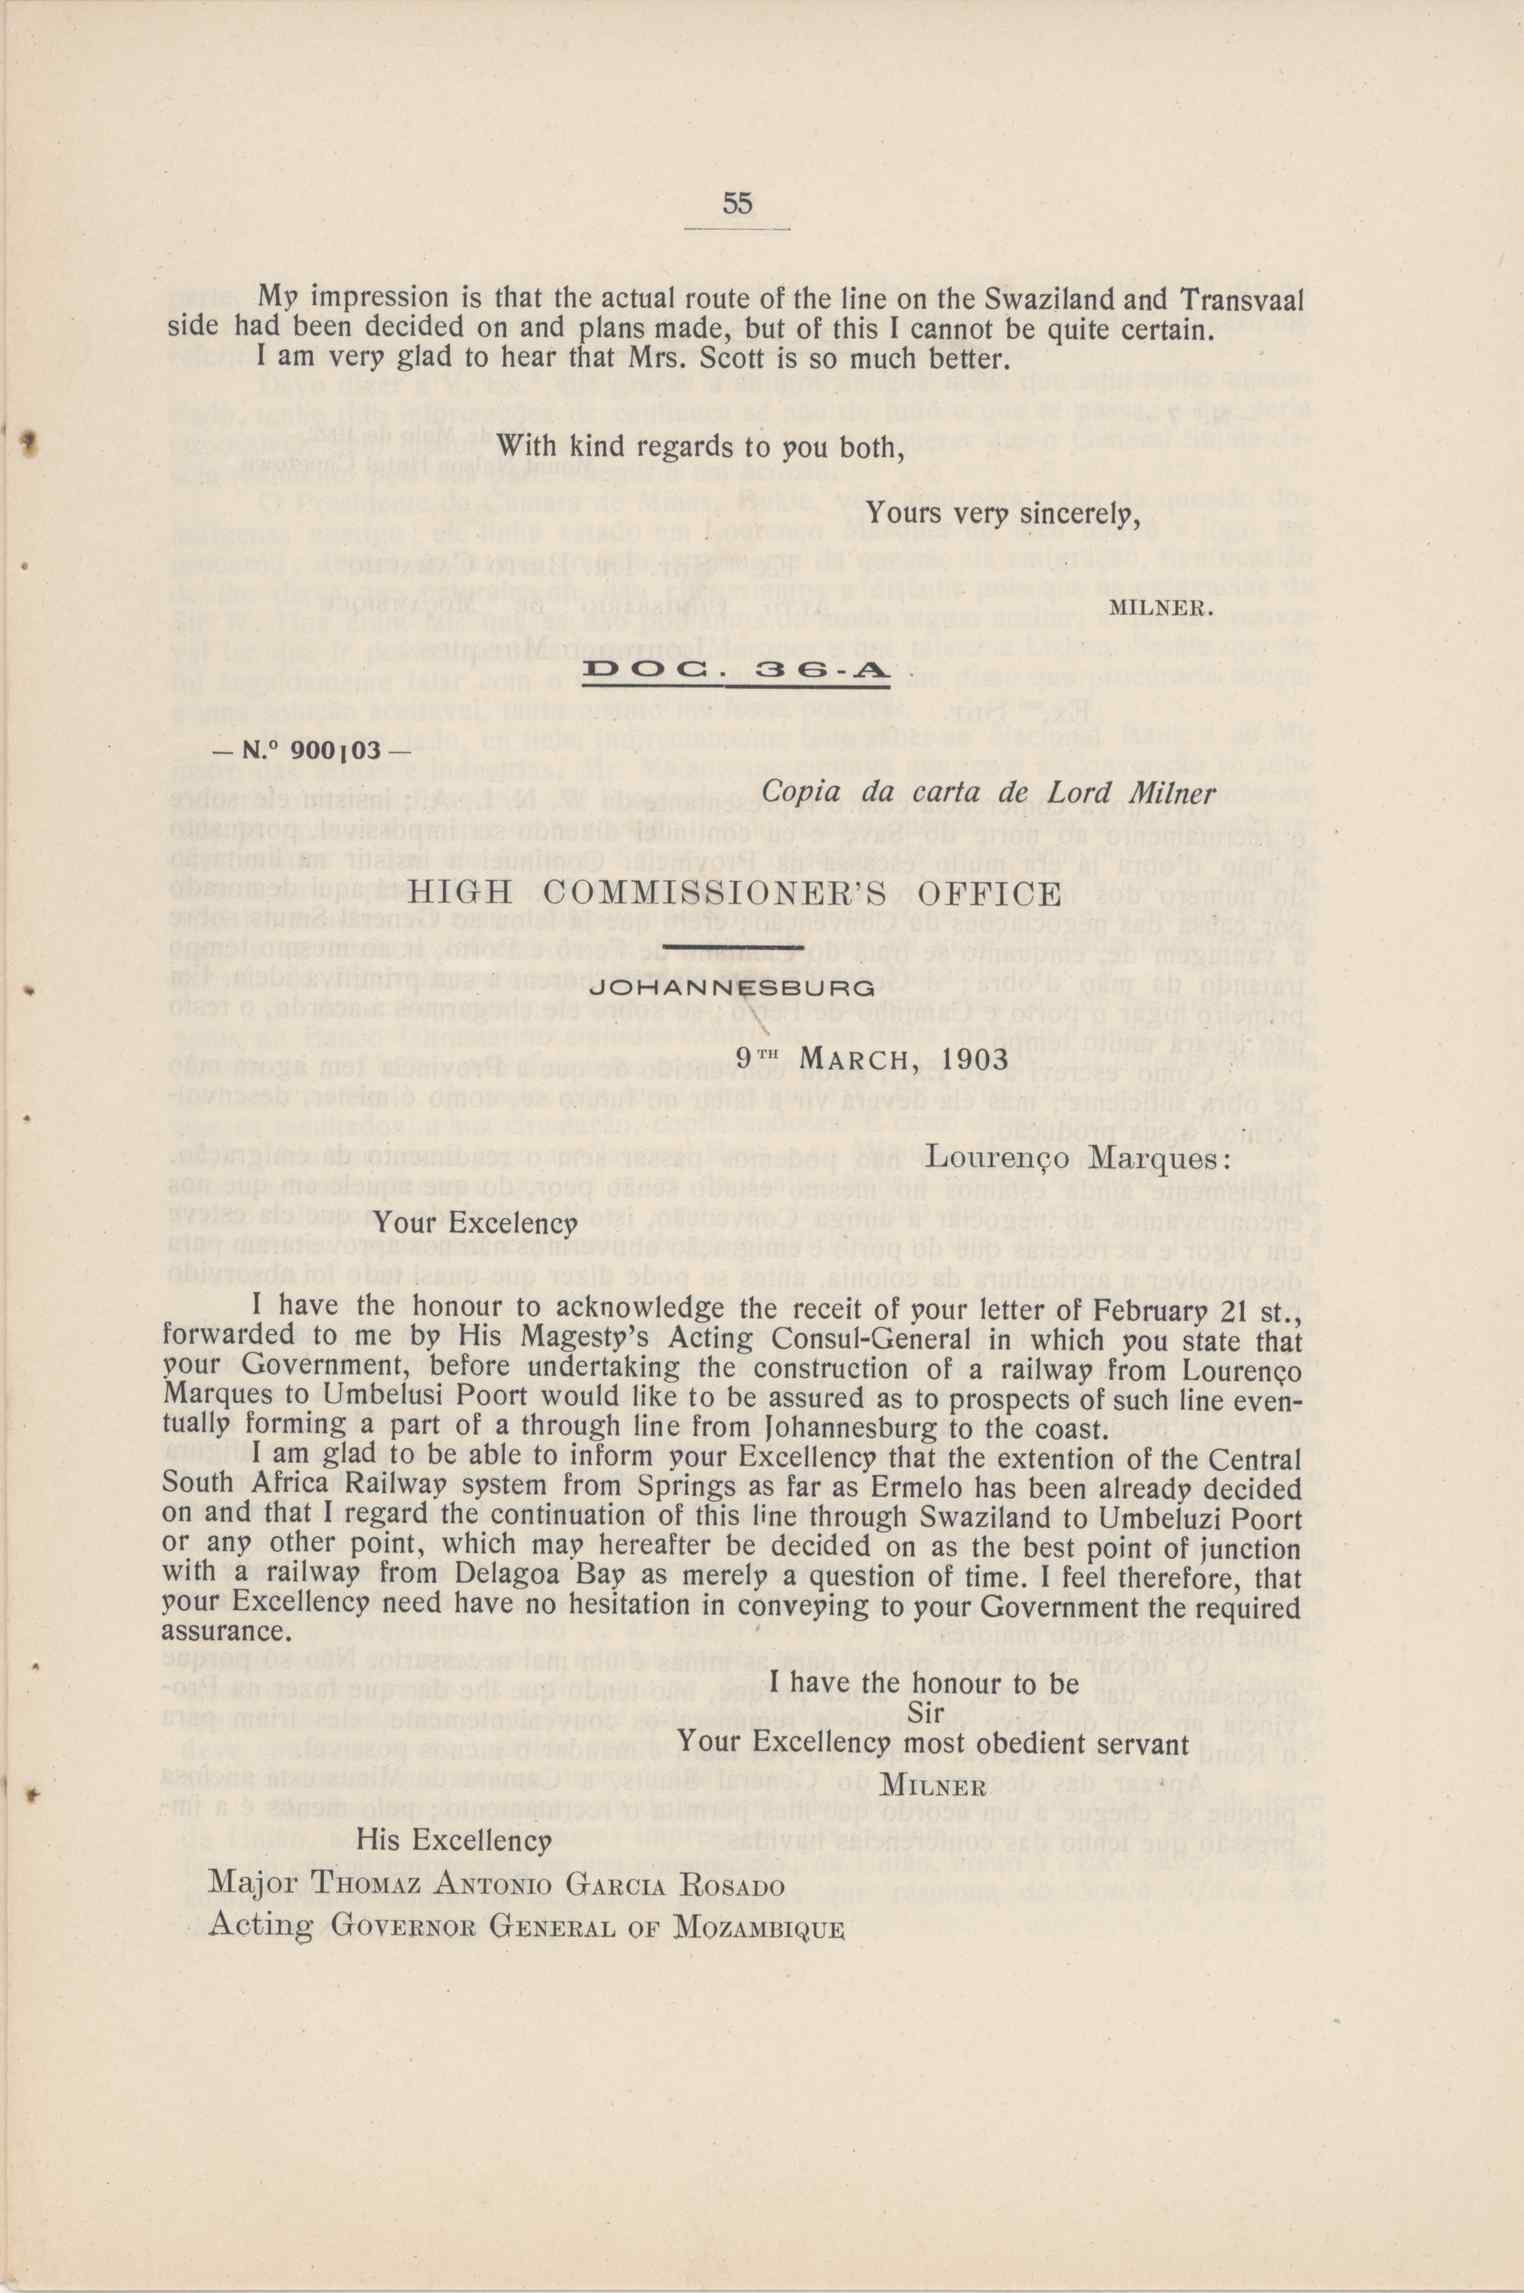 55
My impression is that the actual route of the line on the Swaziland and Transvaal
side had been decided on and plans made, but of this I cannot be quite certain.
I am very glad to hear that Mrs. Scott is so much better.
With kind regards to you both,
Yours very sincerely,
MILNER.
DOC. 36-A
— N.º 900|03 —
Copia da carta de Lord Milner
HIGH COMMISSIONER'S OFFICE
JOHANNESBURG
9TH MARCH, 1903
Lourenço Marques:
Your Excelency
I have the honour to acknowledge the receit of your letter of February 21 st.,
forwarded to me by His Magesty's Acting Consul-General in which you state that
your Government, before undertaking the construction of a railway from Lourenço
Marques to Umbelusi Poort would like to be assured as to prospects of such line even-
tually forming a part of a through line from Johannesburg to the coast.
I am glad to be able to inform your Excellency that the extention of the Central
South Africa Railway system from Springs as far as Ermelo has been already decided
on and that I regard the continuation of this line through Swaziland to Umbeluzi Poort
or any other point, which may hereafter be decided on as the best point of junction
with a railway from Delagoa Bay as merely a question of time. I feel therefore, that
your Excellency need have no hesitation in conveying to your Government the required
assurance.
I have the honour to be
Sir
Your Excellency most obedient servant
MILNER
His Excellency
Major THOMAZ ANTONIO GARCIA ROSADO
Acting GOVERNOR GENERAL OF MOZAMBIQUE